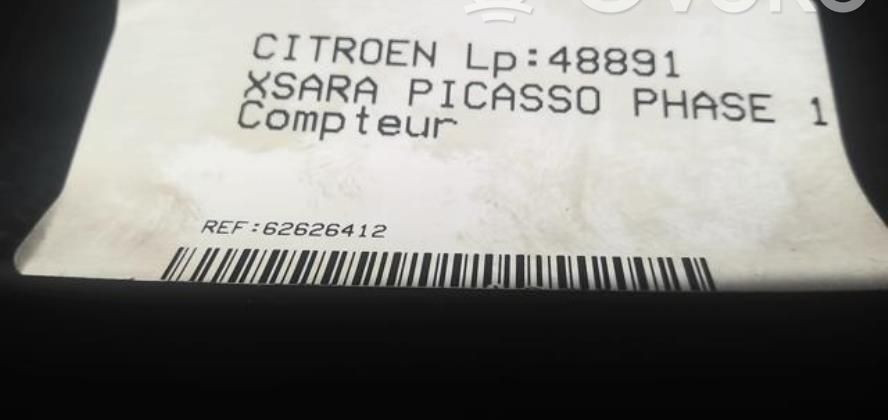 CITROEN Lp:48891
XSARA PICASSO PHASE 1
Compteur
REF:62626412